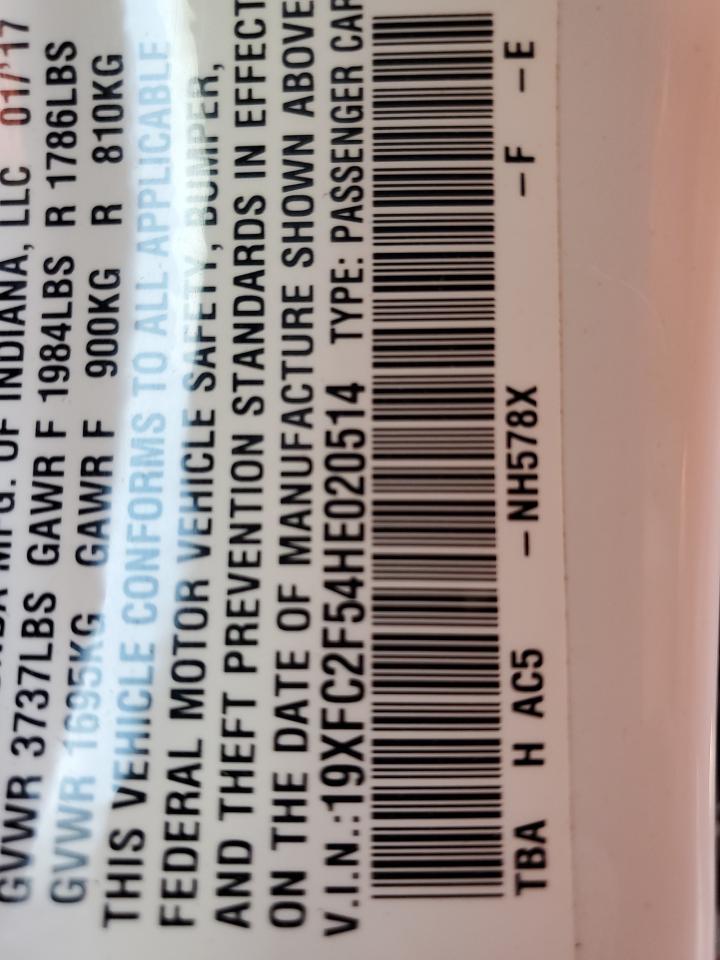 MFG. OF INDIANA, LLC 01/'17
GVWR 3737LBS GAWR F 1984LBS R 1786LBS
GVWR 1695KG GAWR F 900KG R 810KG
THIS VEHICLE CONFORMS TO ALL APPLICABLE
FEDERAL MOTOR VEHICLE SAFETY, BUMPER,
AND THEFT PREVENTION STANDARDS IN EFFECT
ON THE DATE OF MANUFACTURE SHOWN ABOVE
V.I.N.:19XFC2F54HE020514 TYPE: PASSENGER CAR
TBA H AC5 – NH578X –F –E